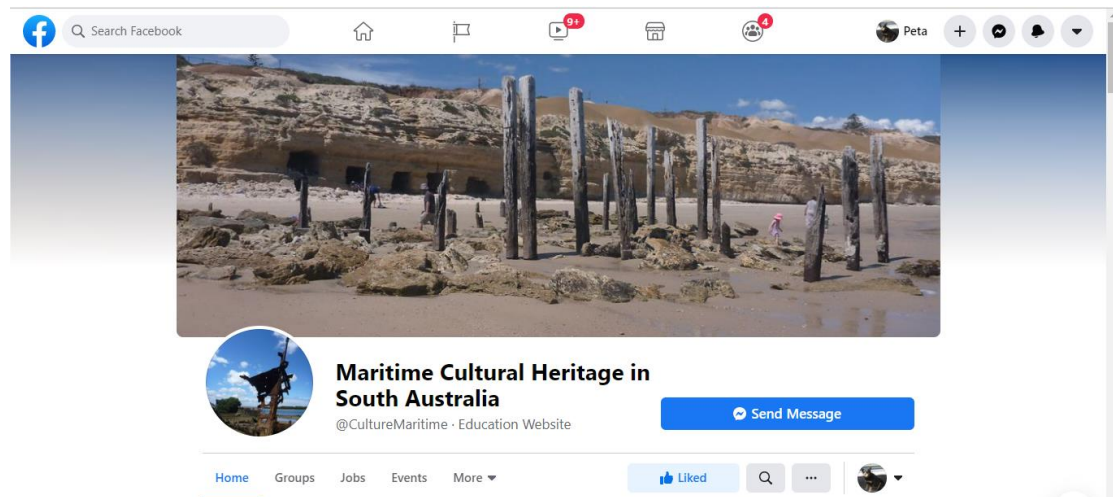 Search Facebook
9+
4
Peta
Maritime Cultural Heritage in
South Australia
@CultureMaritime · Education Website
Send Message
Home Groups Jobs Events More
Liked